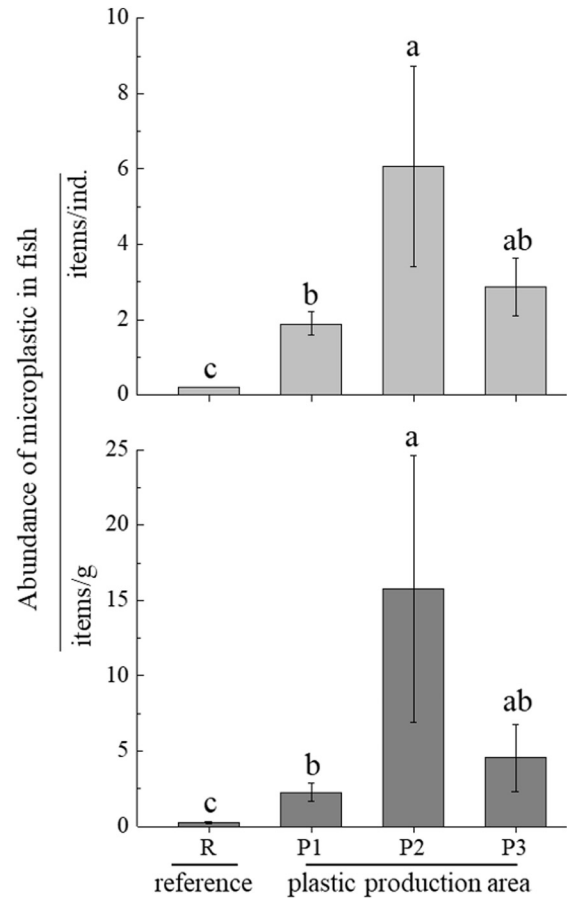 Abundance of microplastic in fish
items/ind.
10
8
6
4
2
0
c
b
a
ab
items/g
25
20
15
10
5
0
c
b
a
ab
R P1 P2 P3
reference plastic production area